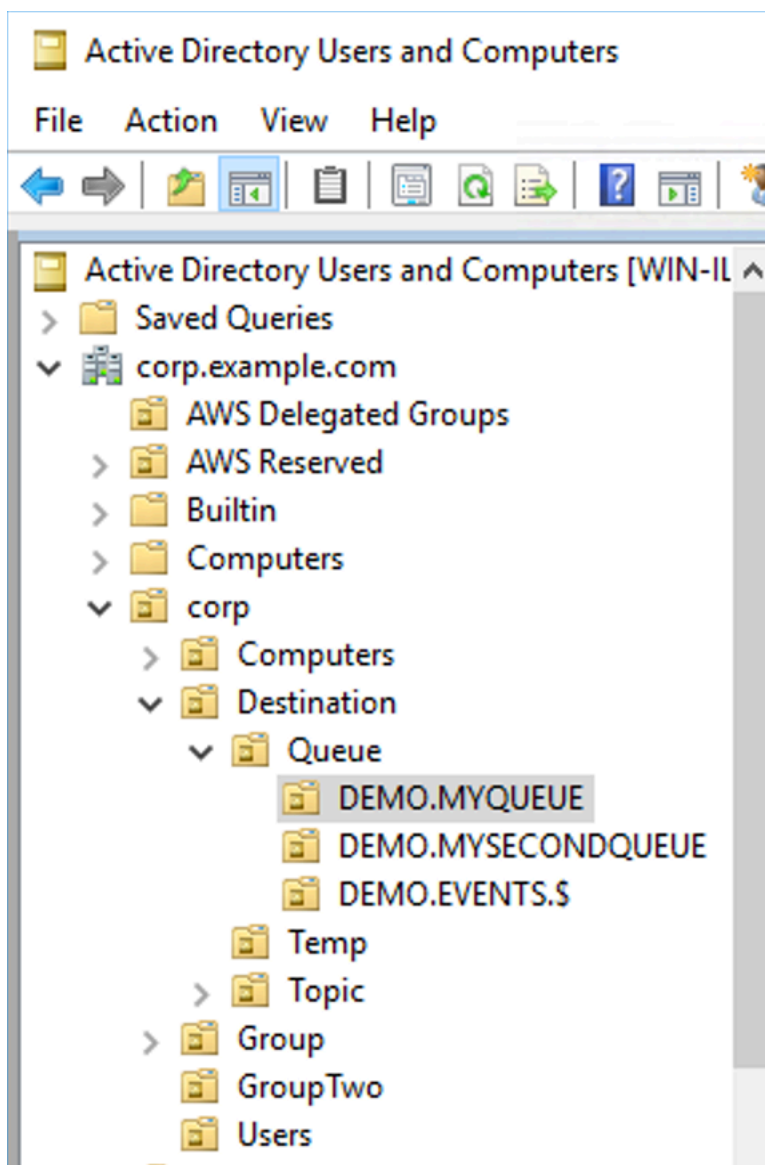 Active Directory Users and Computers
File Action View Help
Active Directory Users and Computers [WIN-IL
Saved Queries
corp.example.com
AWS Delegated Groups
AWS Reserved
Builtin
Computers
corp
Computers
Destination
Queue
DEMO.MYQUEUE
DEMO.MYSECONDQUEUE
DEMO.EVENTS.$
Temp
Topic
Group
GroupTwo
Users